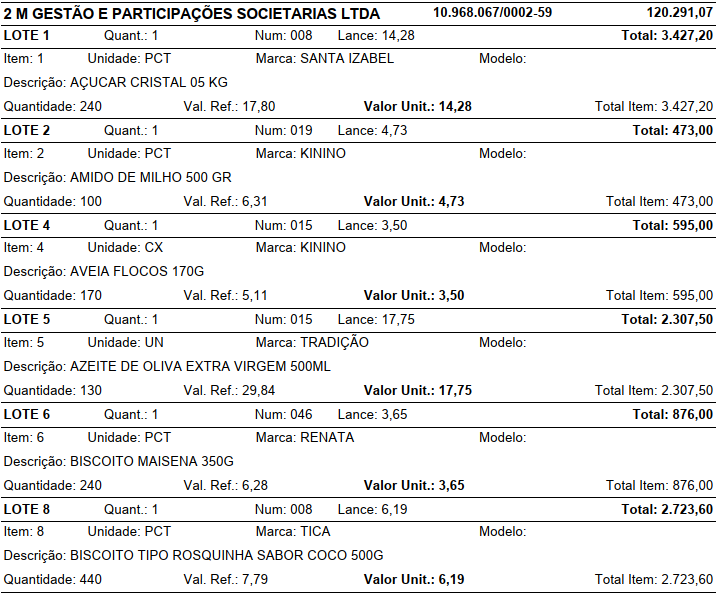 2 M GESTÃO E PARTICIPAÇÕES SOCIETARIAS LTDA 10.968.067/0002-59 120.291,07
LOTE 1 Quant.: 1 Num: 008 Lance: 14,28 Total: 3.427,20
Item: 1 Unidade: PCT Marca: SANTA IZABEL Modelo:
Descrição: AÇUCAR CRISTAL 05 KG
Quantidade: 240 Val. Ref.: 17,80 Valor Unit.: 14,28 Total Item: 3.427,20
LOTE 2 Quant.: 1 Num: 019 Lance: 4,73 Total: 473,00
Item: 2 Unidade: PCT Marca: KININO Modelo:
Descrição: AMIDO DE MILHO 500 GR
Quantidade: 100 Val. Ref.: 6,31 Valor Unit.: 4,73 Total Item: 473,00
LOTE 4 Quant.: 1 Num: 015 Lance: 3,50 Total: 595,00
Item: 4 Unidade: CX Marca: KININO Modelo:
Descrição: AVEIA FLOCOS 170G
Quantidade: 170 Val. Ref.: 5,11 Valor Unit.: 3,50 Total Item: 595,00
LOTE 5 Quant.: 1 Num: 015 Lance: 17,75 Total: 2.307,50
Item: 5 Unidade: UN Marca: TRADIÇÃO Modelo:
Descrição: AZEITE DE OLIVA EXTRA VIRGEM 500ML
Quantidade: 130 Val. Ref.: 29,84 Valor Unit.: 17,75 Total Item: 2.307,50
LOTE 6 Quant.: 1 Num: 046 Lance: 3,65 Total: 876,00
Item: 6 Unidade: PCT Marca: RENATA Modelo:
Descrição: BISCOITO MAISENA 350G
Quantidade: 240 Val. Ref.: 6,28 Valor Unit.: 3,65 Total Item: 876,00
LOTE 8 Quant.: 1 Num: 008 Lance: 6,19 Total: 2.723,60
Item: 8 Unidade: PCT Marca: TICA Modelo:
Descrição: BISCOITO TIPO ROSQUINHA SABOR COCO 500G
Quantidade: 440 Val. Ref.: 7,79 Valor Unit.: 6,19 Total Item: 2.723,60